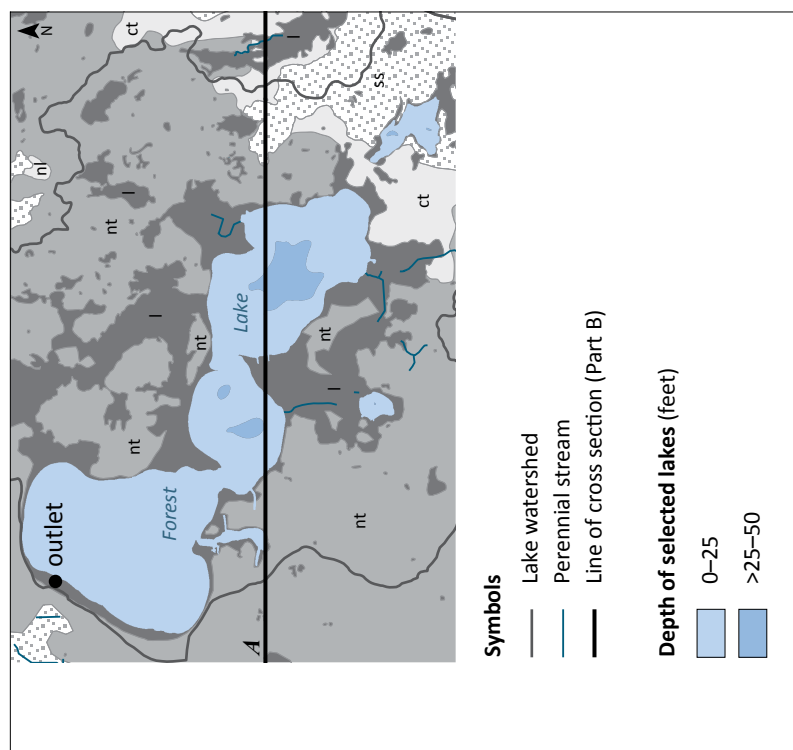 N
ct
l
ss
nl
nt
l
ct
Lake
l
nt
nt
l
nt
outlet
Forest
nt
A
Symbols
Lake watershed
Perennial stream
Line of cross section (Part B)
Depth of selected lakes (feet)
0–25
>25–50